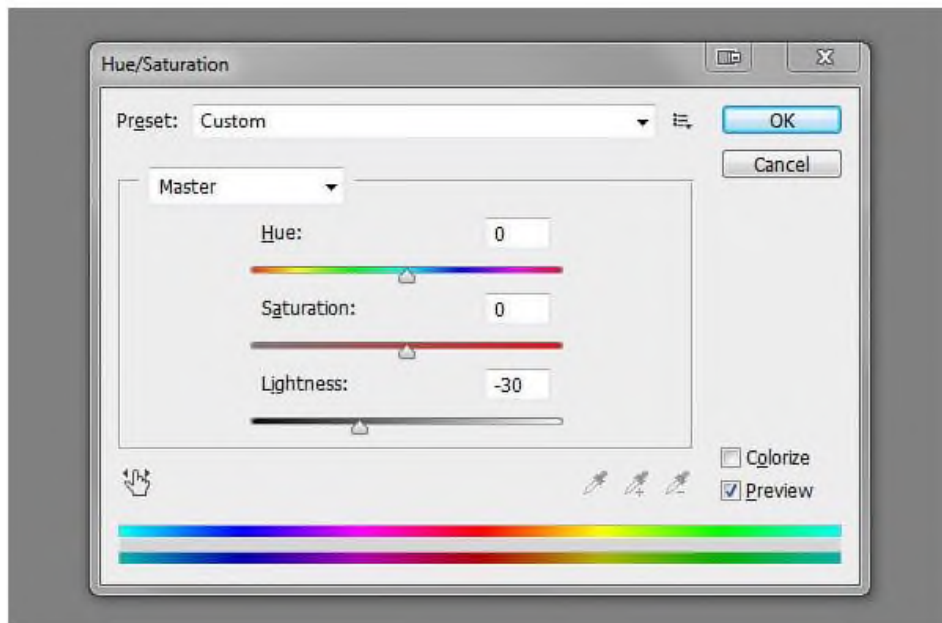 Hue/Saturation
Preset: Custom
OK
Cancel
Master
Hue: 0
Saturation: 0
Lightness: -30
Colorize
Preview